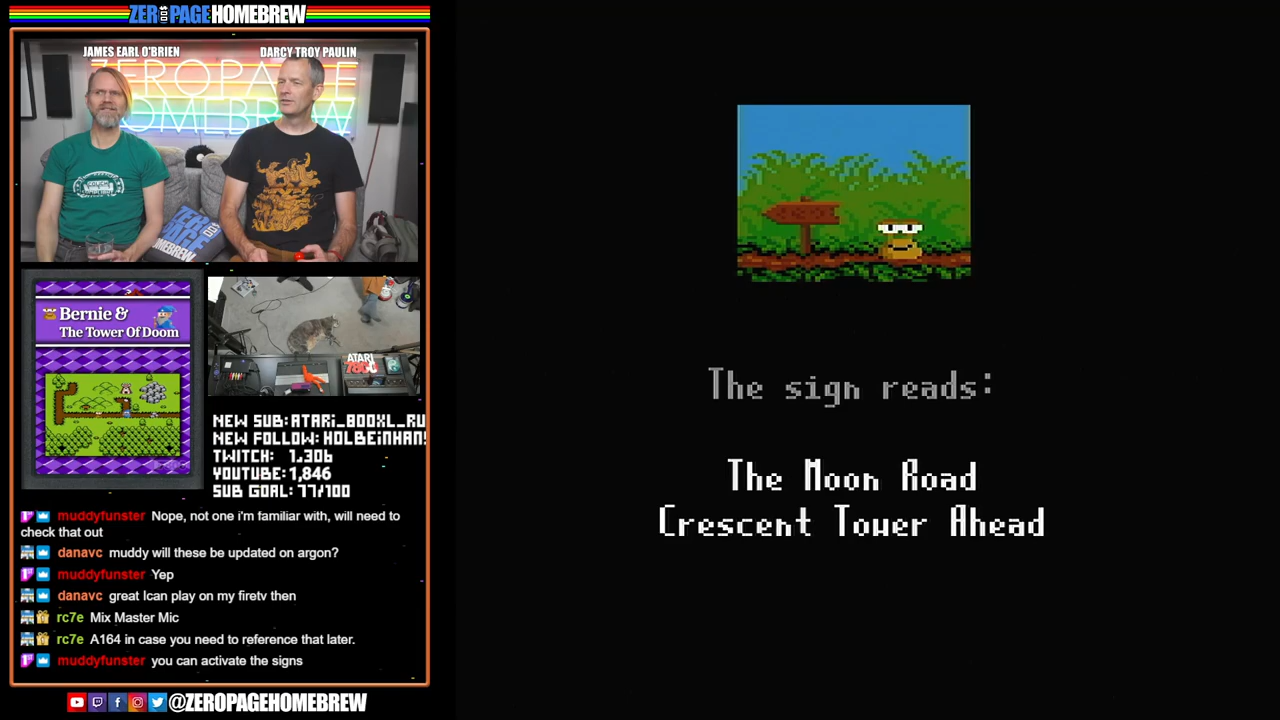 ZEROPAGE HOMEBREW
JAMES EARL O'BRIEN
DARCY TROY PAULIN
ZEROPA E
HOMEBREW
Bernie &
The Tower Of Doom
ATARI
NEW SUB:ATARI_800XL_RU
NEW FOLLOW:HOLBEINHANS
TWITCH: 1,306
YOUTUBE:1,846
SUB GOAL:77/100
muddyfunster Nope, not one i'm familiar with, will need to
check that out
danavc muddy will these be updated on argon?
muddyfunster Yep
danavc great Ican play on my firetv then
rc7e Mix Master Mic
rc7e A164 in case you need to reference that later.
muddyfunster you can activate the signs
@ZEROPAGEHOMEBREW
The sign reads:
The Moon Road
Crescent Tower Ahead